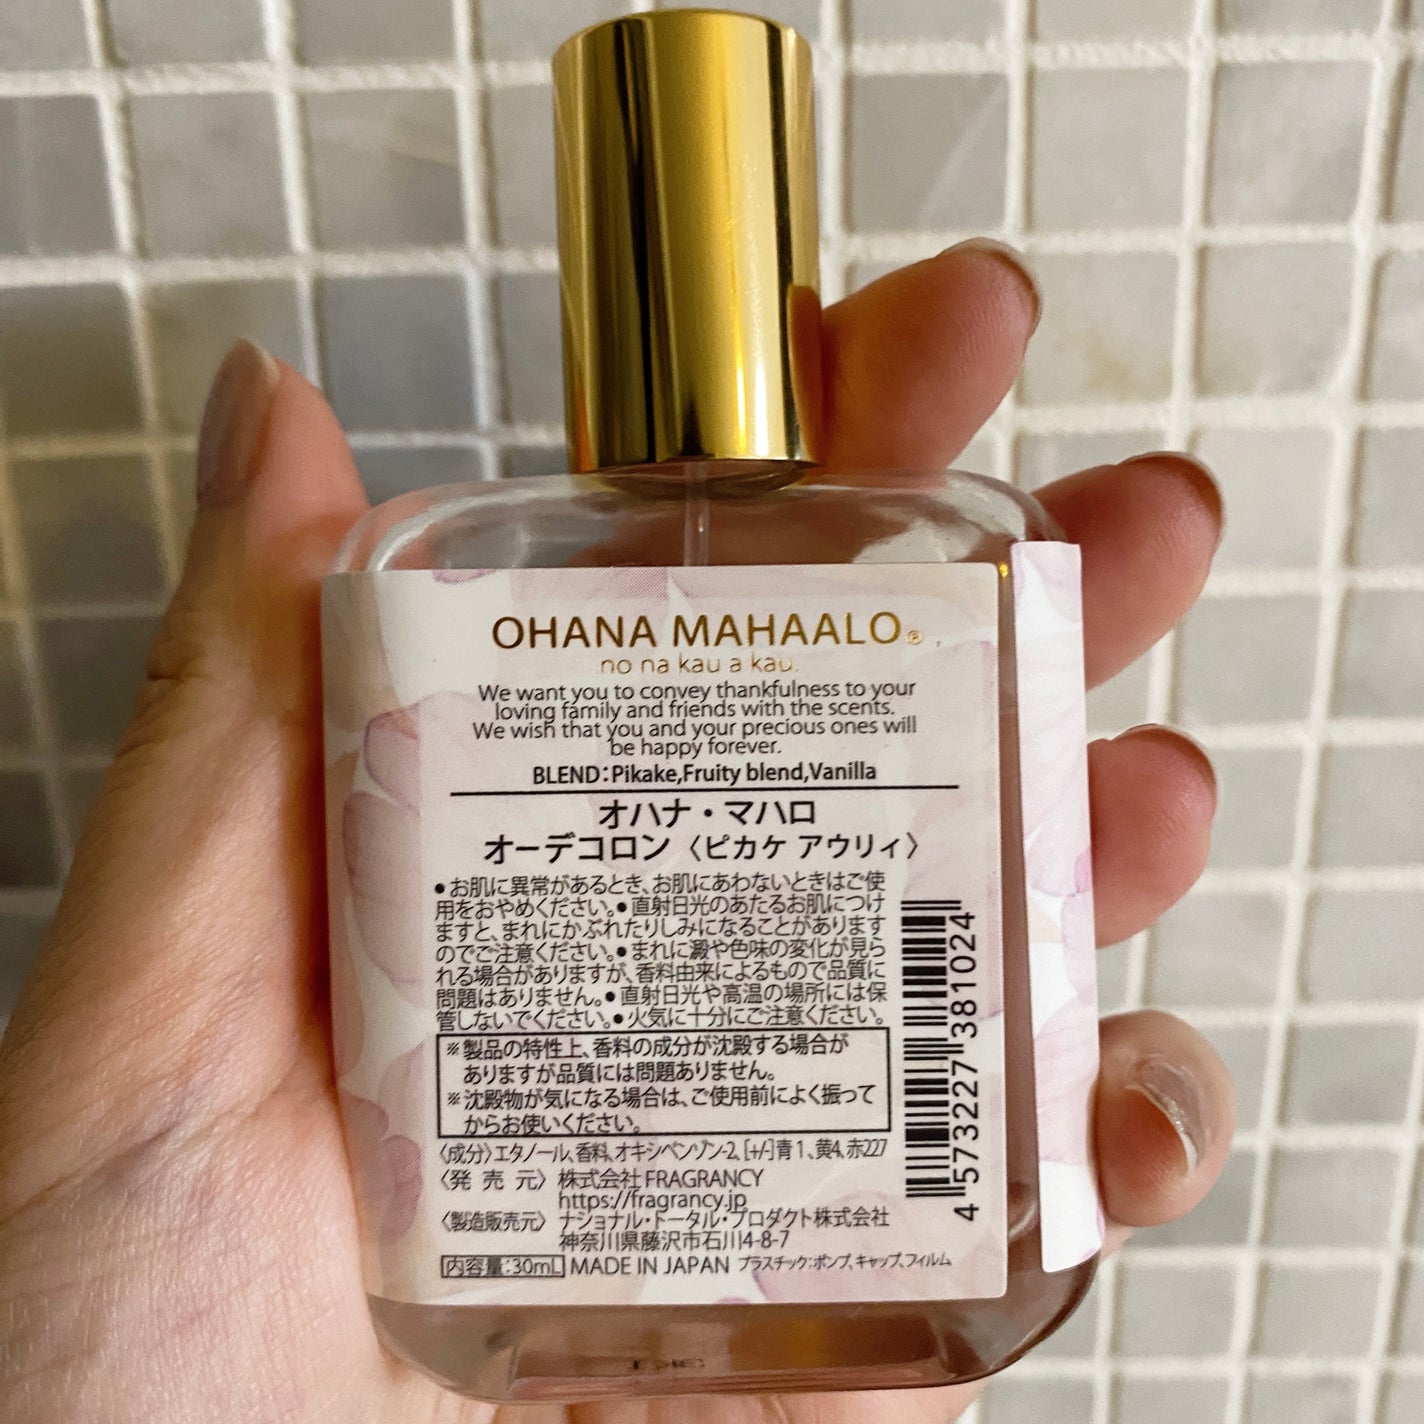 OHANA MAHAALO®
no na kau a kau.
We want you to convey thankfulness to your
loving family and friends with the scents.
We wish that you and your precious ones will
be happy forever.
BLEND:Pikake,Fruity blend,Vanilla
オハナ・マハロ
オーデコロン〈ピカケ アウリィ〉
●お肌に異常があるとき、お肌にあわないときはご使
用をおやめください。●直射日光のあたるお肌につけ
ますと、まれにかぶれたりしみになることがあります
のでご注意ください。●まれに澱や色味の変化が見ら
れる場合がありますが、香料由来によるもので品質に
問題はありません。●直射日光や高温の場所には保
管しないでください。●火気に十分にご注意ください。
※製品の特性上、香料の成分が沈殿する場合が
ありますが品質には問題ありません。
※沈殿物が気になる場合は、ご使用前によく振って
からお使いください。
〈成分〉エタノール、香料、オキシベンゾン-2、[+/-]青1、黄4、赤227
〈発売元〉株式会社FRAGRANCY
https://fragrancy.jp
〈製造販売元〉ナショナル・トータル・プロダクト株式会社
神奈川県藤沢市石川4-8-7
内容量:30mL MADE IN JAPAN プラスチック:ポンプ、キャップ、フィルム
4573227381024